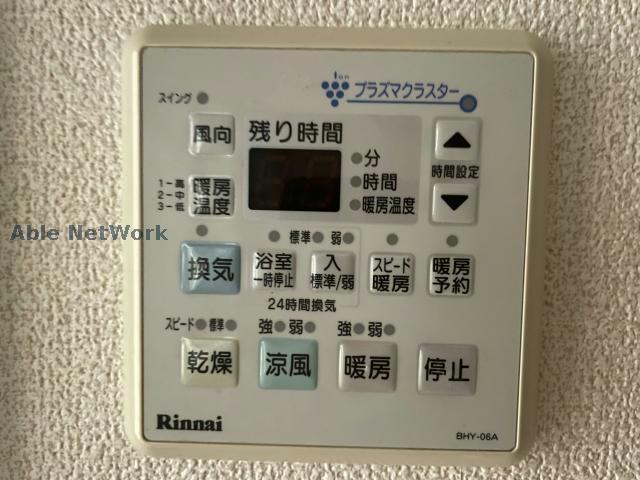 ion
プラズマクラスター
スイング
風向
残り時間
分
時間
暖房温度
時間設定
1－高
2－中
3－低
暖房
温度
Able NetWork
標準 弱
換気
浴室
一時停止
入
標準/弱
スピード
暖房
暖房
予約
24時間換気
スピード 標準
強 弱
強 弱
乾燥
涼風
暖房
停止
Rinnai
BHY-06A